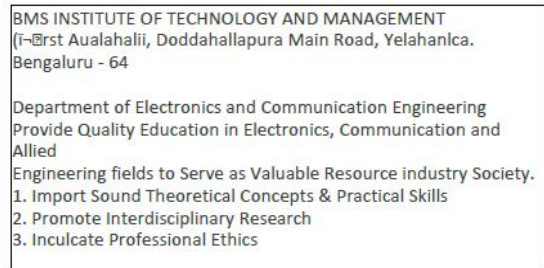 BMS INSTITUTE OF TECHNOLOGY AND MANAGEMENT
(ï¬rst Aualahalii, Doddahallapura Main Road, Yelahanlca.
Bengaluru - 64
Department of Electronics and Communication Engineering
Provide Quality Education in Electronics, Communication and
Allied
Engineering fields to Serve as Valuable Resource industry Society.
1. Import Sound Theoretical Concepts & Practical Skills
2. Promote Interdisciplinary Research
3. Inculcate Professional Ethics